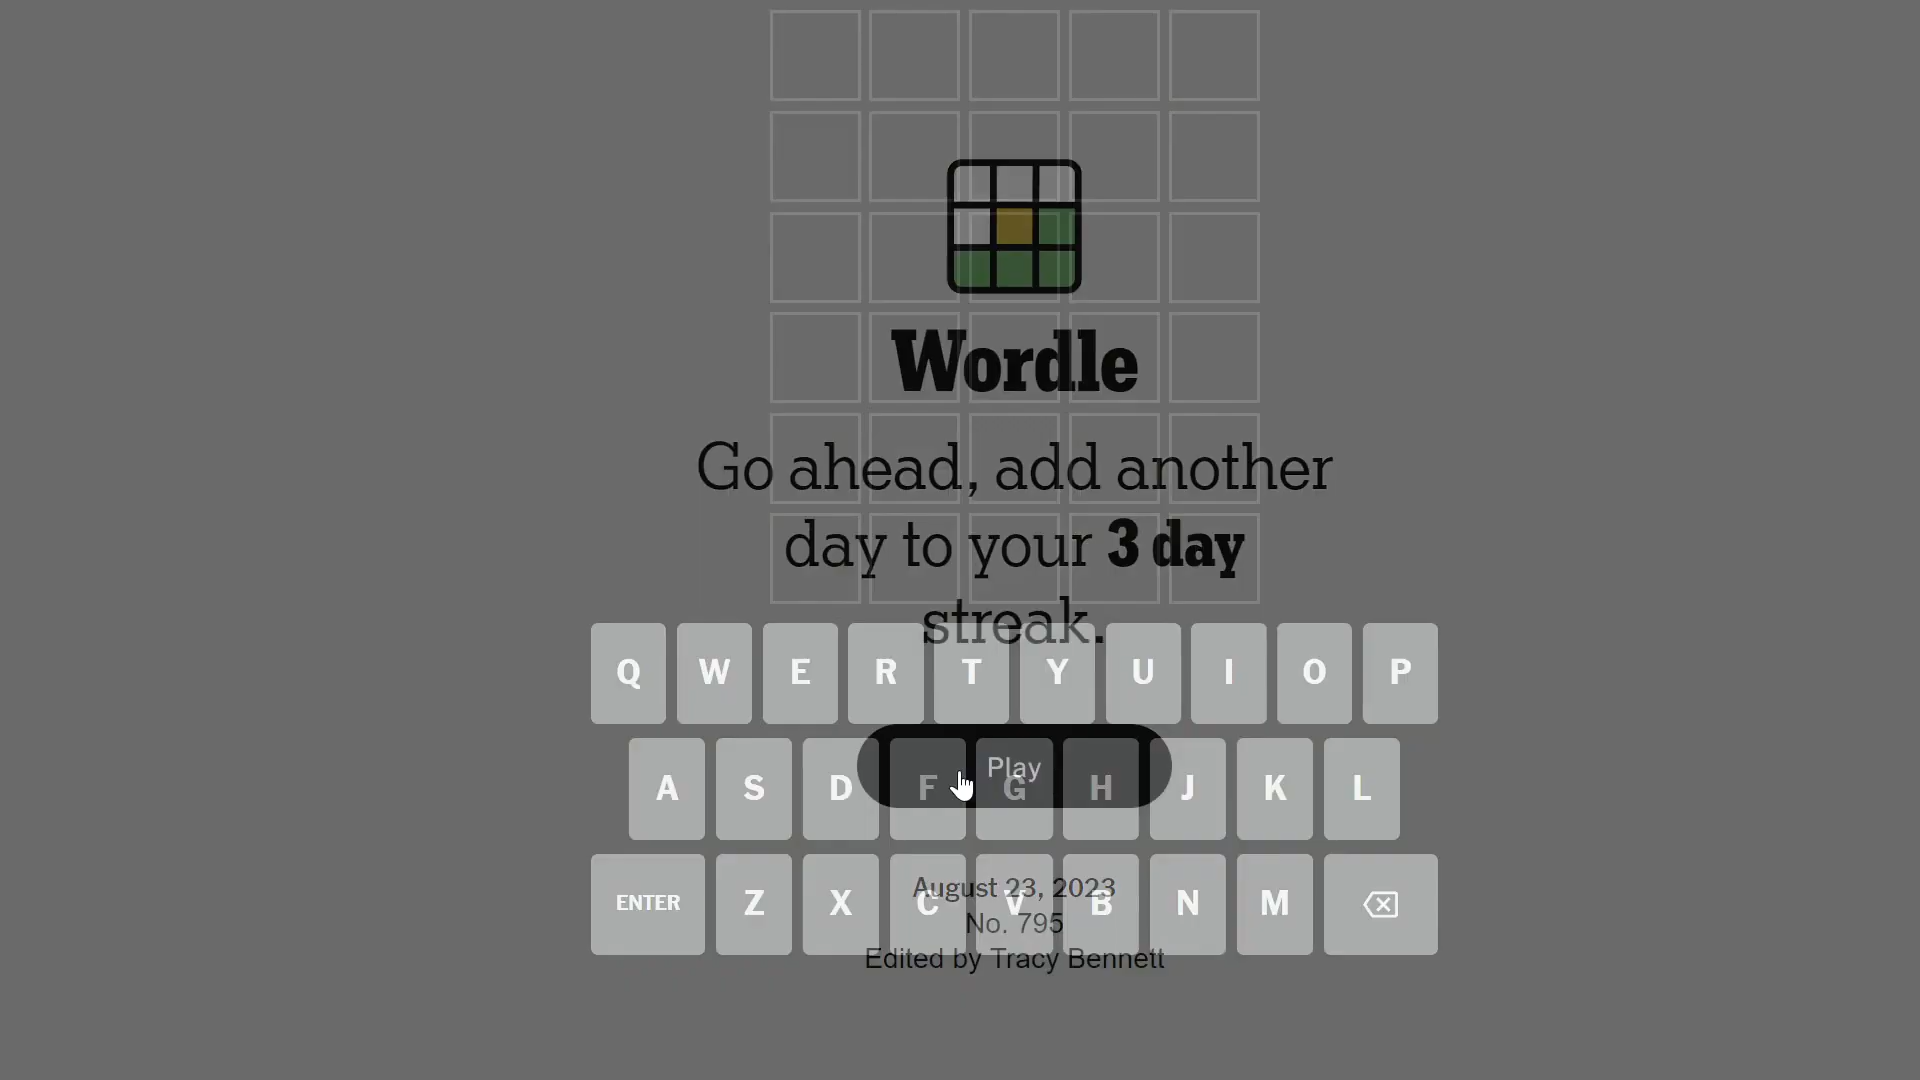 Wordle
Go ahead, add another
day to your 3 day
streak.
Q W E R T Y U I O P
Play
A S D F G H J K L
August 23, 2023
ENTER Z X C V B N M
No. 795
Edited by Tracy Bennett